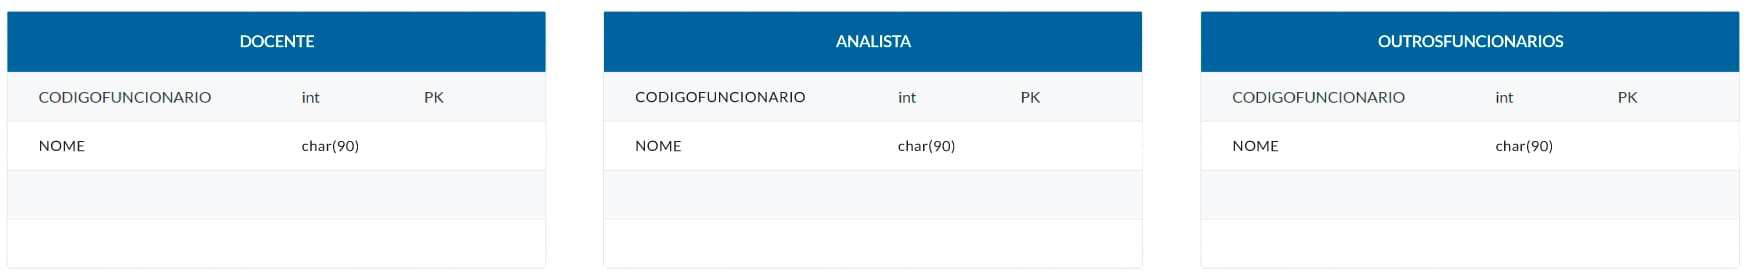 DOCENTE
CODIGOFUNCIONARIO int PK
NOME char(90)
ANALISTA
CODIGOFUNCIONARIO int PK
NOME char(90)
OUTROSFUNCIONARIOS
CODIGOFUNCIONARIO int PK
NOME char(90)